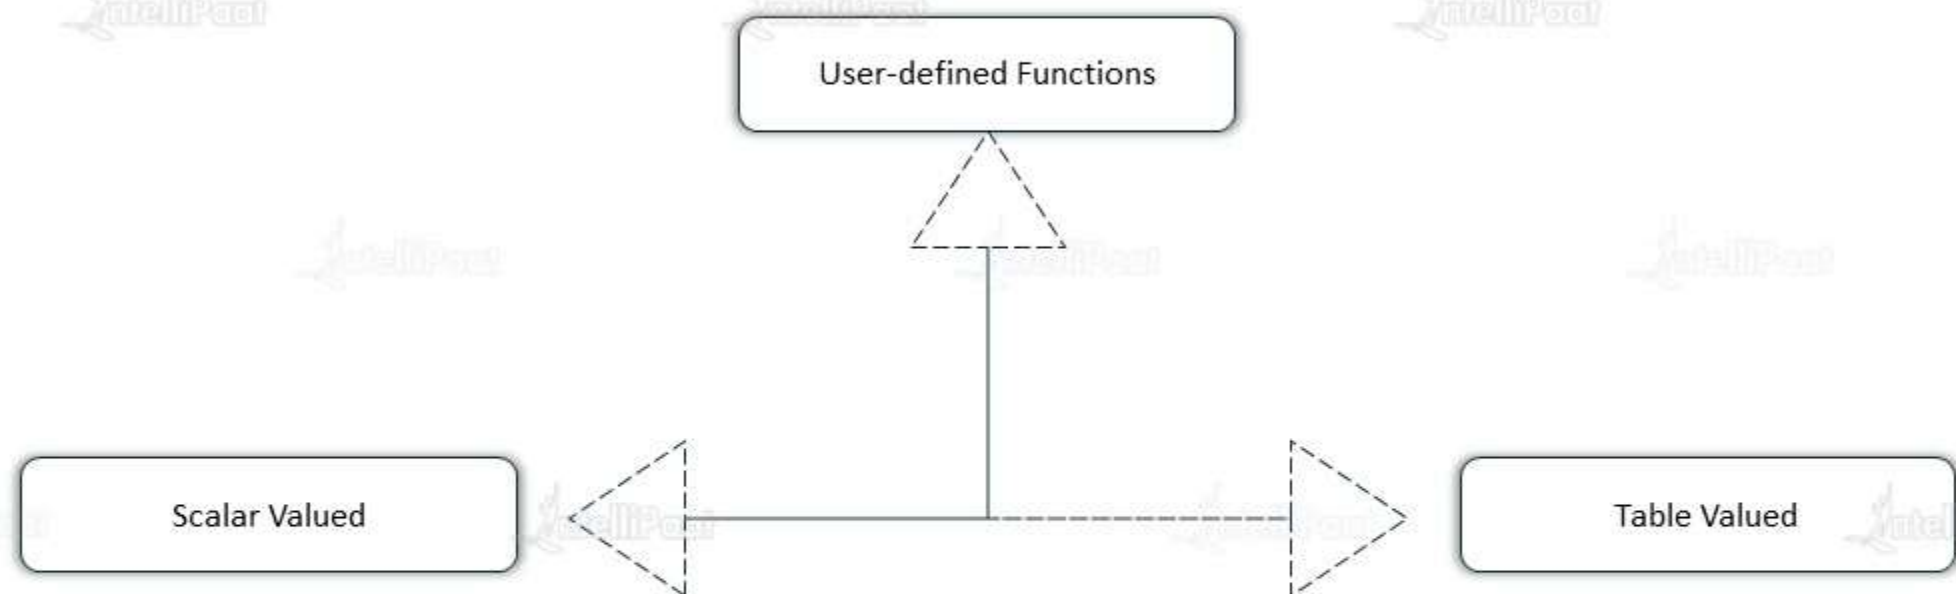 User-defined Functions
Scalar Valued
Table Valued